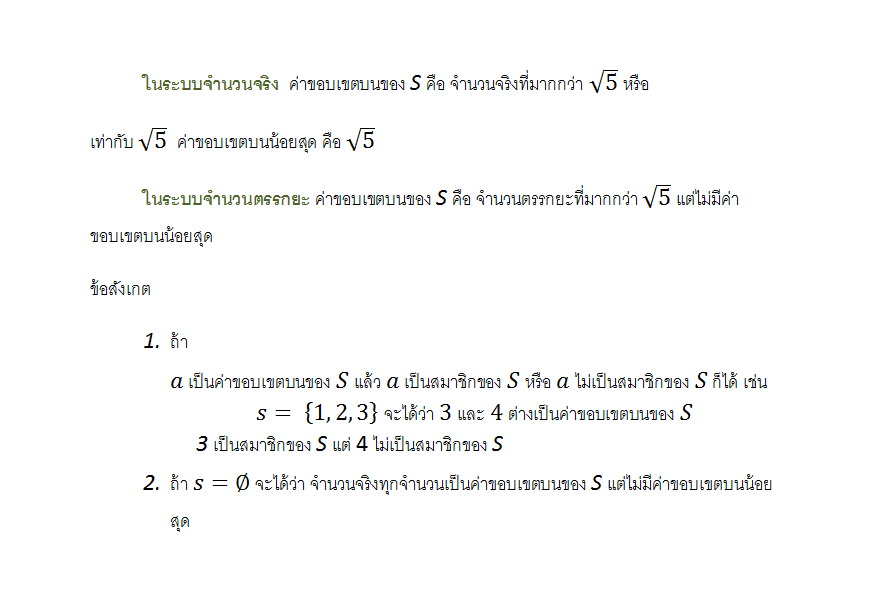 ในระบบจำนวนจริง ค่าขอบเขตบนของ S คือ จำนวนจริงที่มากกว่า √5 หรือ
เท่ากับ √5 ค่าขอบเขตบนน้อยสุด คือ √5
ในระบบจำนวนตรรกยะ ค่าขอบเขตบนของ S คือ จำนวนตรรกยะที่มากกว่า √5 แต่ไม่มีค่า
ขอบเขตบนน้อยสุด
ข้อสังเกต
1. ถ้า
a เป็นค่าขอบเขตบนของ S แล้ว a เป็นสมาชิกของ S หรือ a ไม่เป็นสมาชิกของ S ก็ได้ เช่น
s = {1, 2, 3} จะได้ว่า 3 และ 4 ต่างเป็นค่าขอบเขตบนของ S
3 เป็นสมาชิกของ S แต่ 4 ไม่เป็นสมาชิกของ S
2. ถ้า s = ∅ จะได้ว่า จำนวนจริงทุกจำนวนเป็นค่าขอบเขตบนของ S แต่ไม่มีค่าขอบเขตบนน้อย
สุด